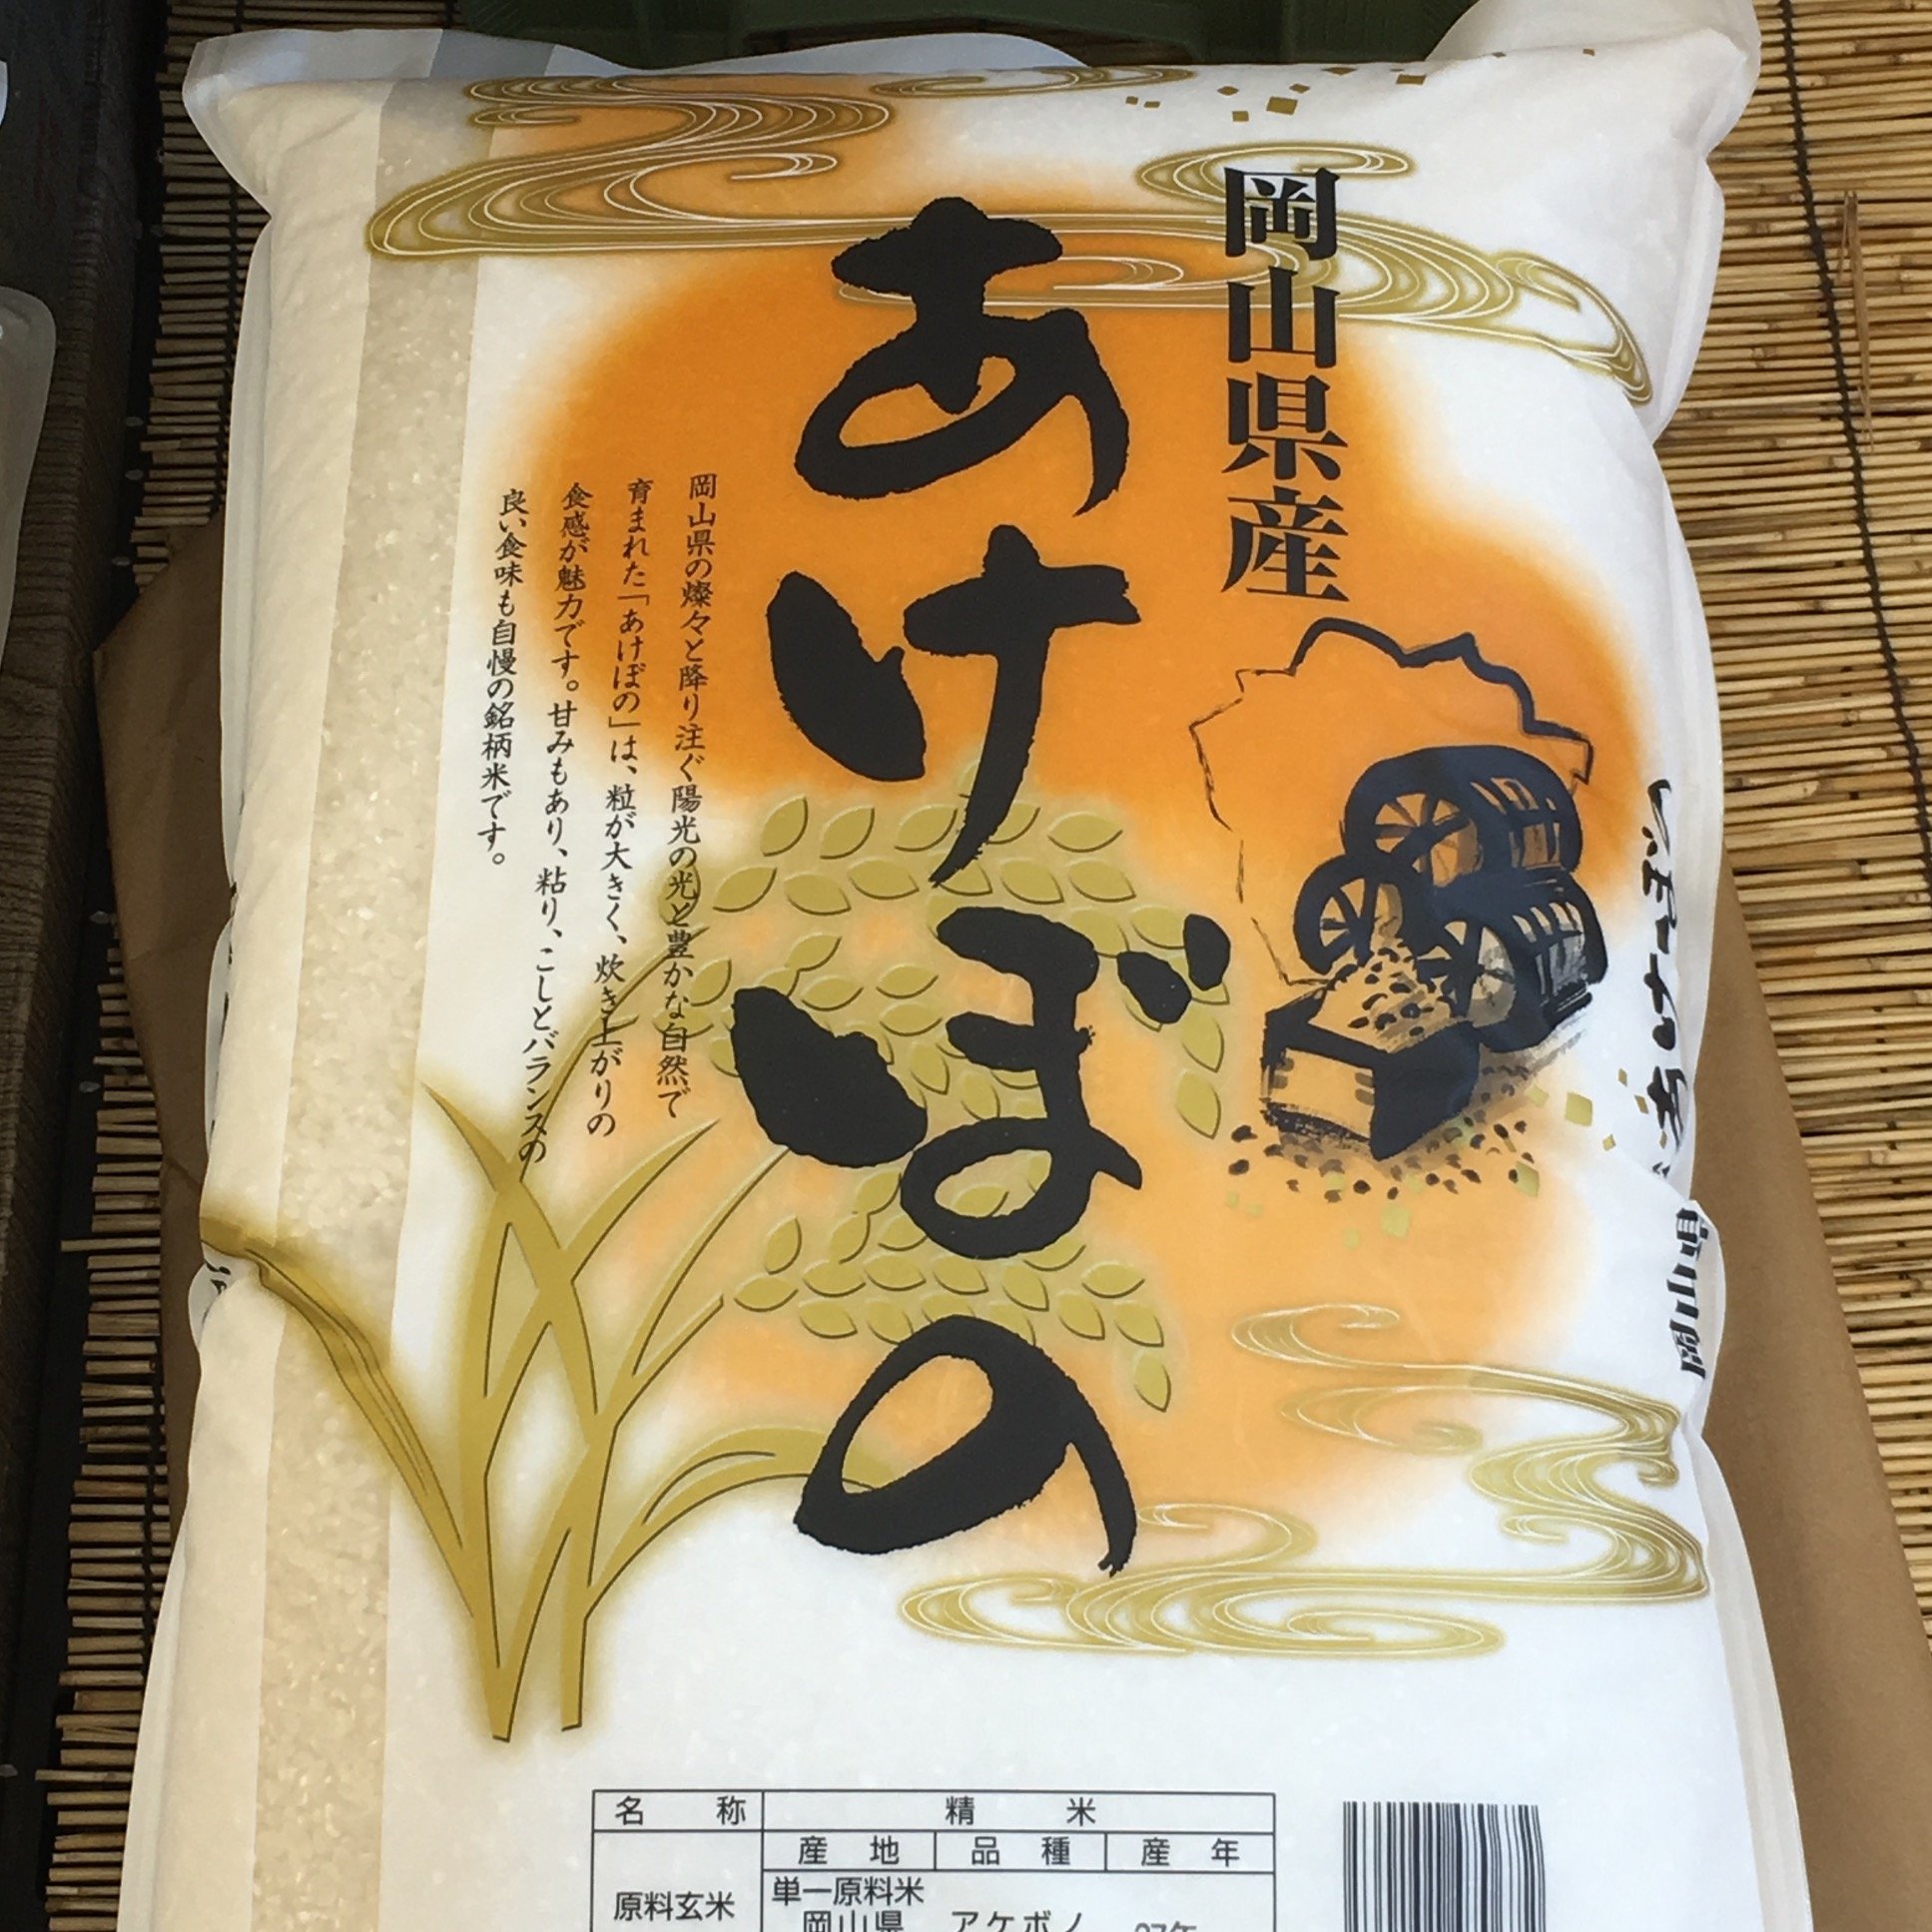 岡山県産
あけぼの
岡山県の燦々と降り注ぐ陽光の光と豊かな自然で
育まれた「あけぼの」は、粒が大きく、炊き上がりの
食感が魅力です。甘みもあり、粘り、こしとバランスの
良い食味も自慢の銘柄米です。
名称 精米
産地 品種 産年
原料玄米 単一原料米
岡山県 アケボノ 27年